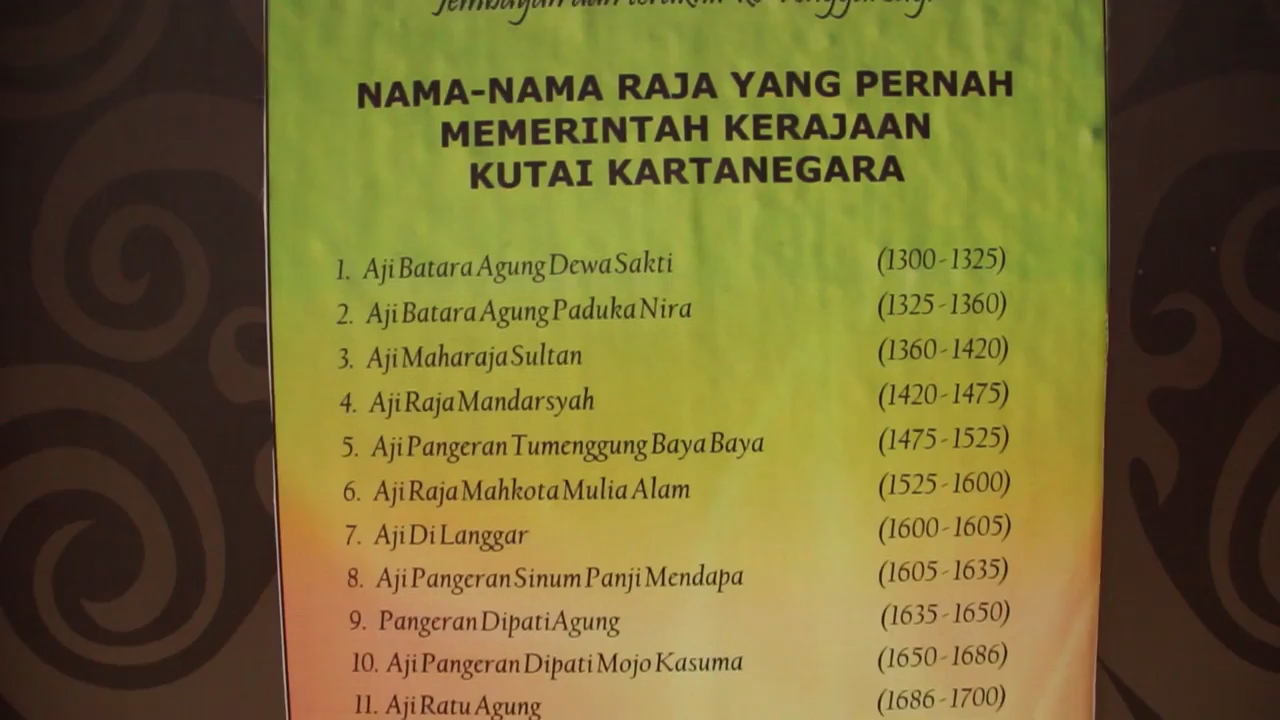 NAMA-NAMA RAJA YANG PERNAH
MEMERINTAH KERAJAAN
KUTAI KARTANEGARA
1. Aji Batara Agung Dewa Sakti (1300-1325)
2. Aji Batara Agung Paduka Nira (1325-1360)
3. Aji Maharaja Sultan (1360-1420)
4. Aji Raja Mandarsyah (1420-1475)
5. Aji Pangeran Tumenggung Baya Baya (1475-1525)
6. Aji Raja Mahkota Mulia Alam (1525-1600)
7. Aji Di Langgar (1600-1605)
8. Aji Pangeran Sinum Panji Mendapa (1605-1635)
9. Pangeran Dipati Agung (1635-1650)
10. Aji Pangeran Dipati Mojo Kasuma (1650-1686)
11. Aji Ratu Agung (1686-1700)